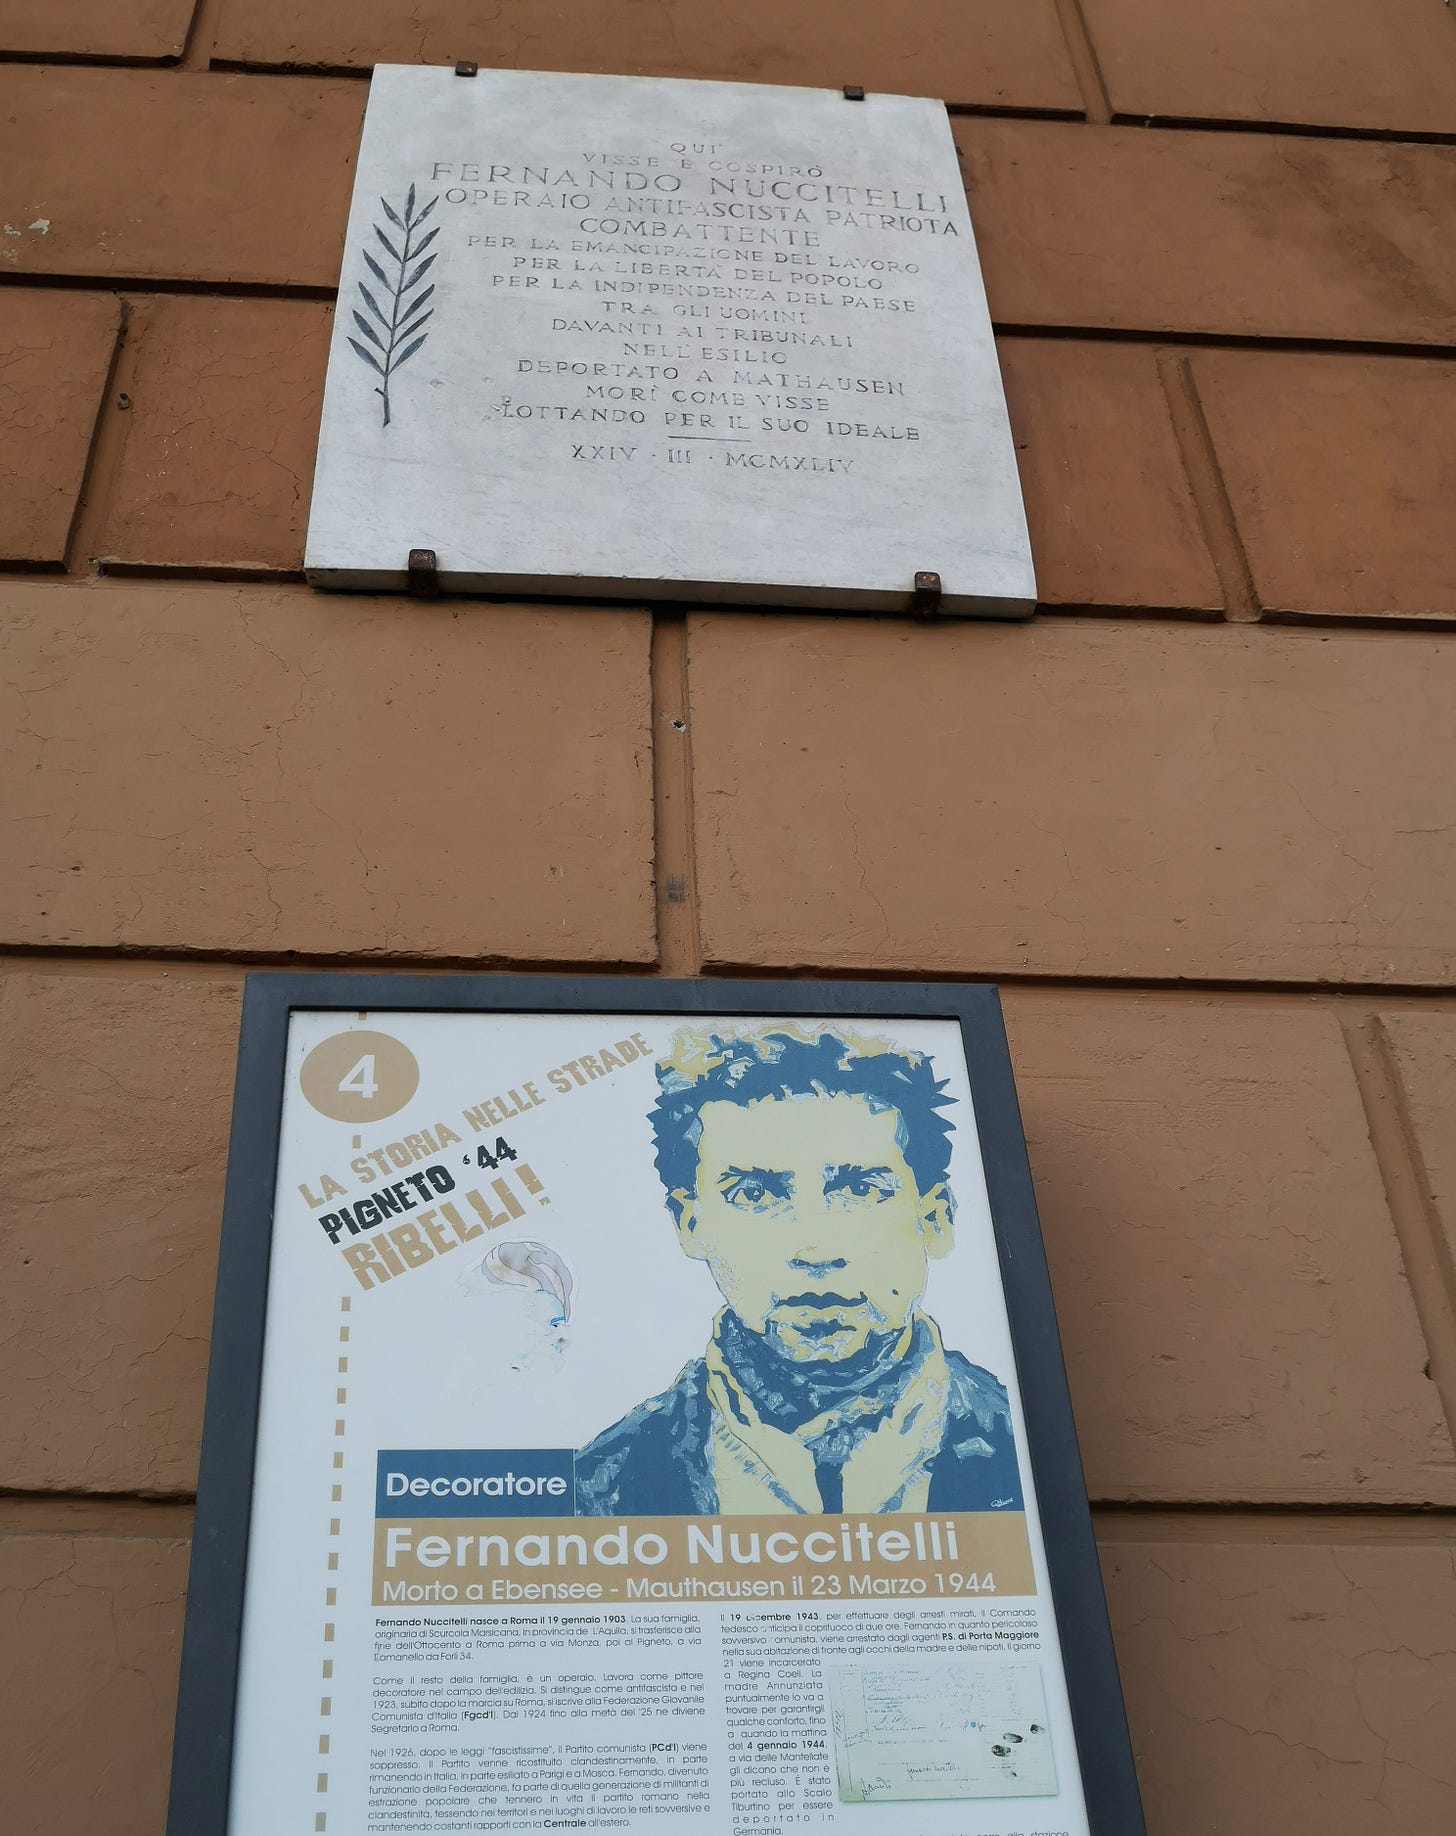 QUI
VISSE E COSPIRÒ
FERNANDO NUCCITELLI
OPERAIO ANTIFASCISTA PATRIOTA
COMBATTENTE
PER LA EMANCIPAZIONE DEL LAVORO
PER LA LIBERTÀ DEL POPOLO
PER LA INDIPENDENZA DEL PAESE
TRA GLI UOMINI
DAVANTI AI TRIBUNALI
NELL'ESILIO
DEPORTATO A MATHAUSEN
MORÌ COME VISSE
LOTTANDO PER IL SUO IDEALE
XXIV · III · MCMXLIV
4
LA STORIA NELLE STRADE
PIGNETO '44
RIBELLI!
Decoratore
Fernando Nuccitelli
Morto a Ebensee - Mauthausen il 23 Marzo 1944
Fernando Nuccitelli nasce a Roma il 19 gennaio 1903. La sua famiglia,
originaria di Scurcola Marsicana, in provincia de L'Aquila, si trasferisce alla
fine dell'Ottocento a Roma prima a via Monza, poi al Pigneto, a via
Romanello da Forlì 34.
Come il resto della famiglia, è un operaio. Lavora come pittore
decoratore nel campo dell'edilizia. Si distingue come antifascista e nel
1923, subito dopo la marcia su Roma, si iscrive alla Federazione Giovanile
Comunista d'Italia (Fgcd'I). Dal 1924 fino alla metà del '25 ne diviene
Segretario a Roma.
Nel 1926, dopo le leggi "fascistissime", il Partito comunista (PCd'I) viene
soppresso. Il Partito venne ricostituito clandestinamente, in parte
rimanendo in Italia, in parte esiliato a Parigi e a Mosca. Fernando, divenuto
funzionario della Federazione, fa parte di quella generazione di militanti di
estrazione popolare che tennero in vita il partito romano nella
clandestinità, tessendo nei territori e nei luoghi di lavoro le reti sovversive e
mantenendo costanti rapporti con la Centrale all'estero.
Il 19 dicembre 1943, per effettuare degli arresti mirati, il Comando
tedesco anticipa il coprifuoco di due ore. Fernando in quanto pericoloso
sovversivo comunista, viene arrestato dagli agenti P.S. di Porta Maggiore
nella sua abitazione di fronte agli occhi della madre e delle nipoti. Il giorno
21 viene incarcerato
a Regina Coeli. La
madre Annunziata
puntualmente lo va a
trovare per garantirgli
qualche conforto, fino
a quando la mattina
del 4 gennaio 1944,
a via delle Mantellate
gli dicono che non è
più recluso. È stato
portato allo Scalo
Tiburtino per essere
deportato in
Germania.
alla stazione